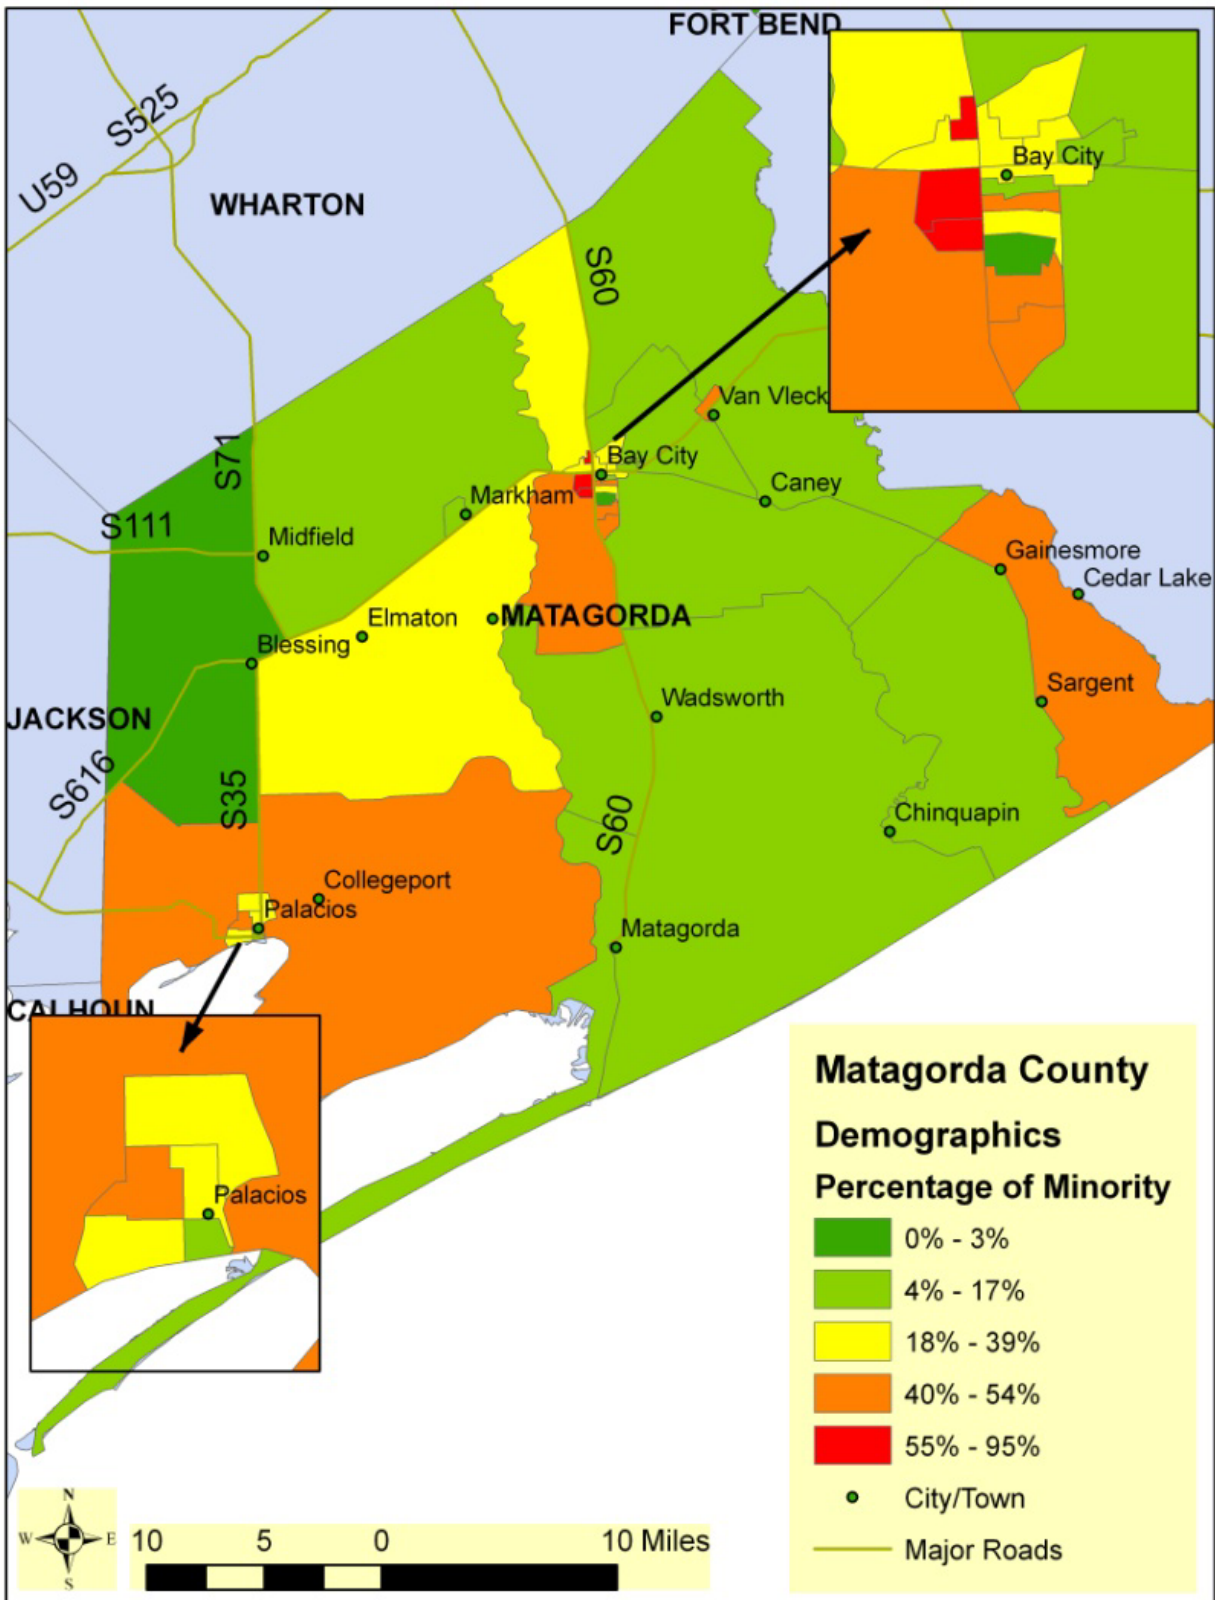 FORT BEND
S525
U59
WHARTON
S60
Bay City
Van Vleck
Bay City
S71
Markham
Caney
S111
Midfield
Gainesmore
Cedar Lake
Elmaton
MATAGORDA
Blessing
Sargent
Wadsworth
JACKSON
S616
S35
S60
Chinquapin
Collegeport
Palacios
Matagorda
CALHOUN
Palacios
Matagorda County
Demographics
Percentage of Minority
0% - 3%
4% - 17%
18% - 39%
40% - 54%
55% - 95%
City/Town
Major Roads
N
W E
S
10 5 0 10 Miles